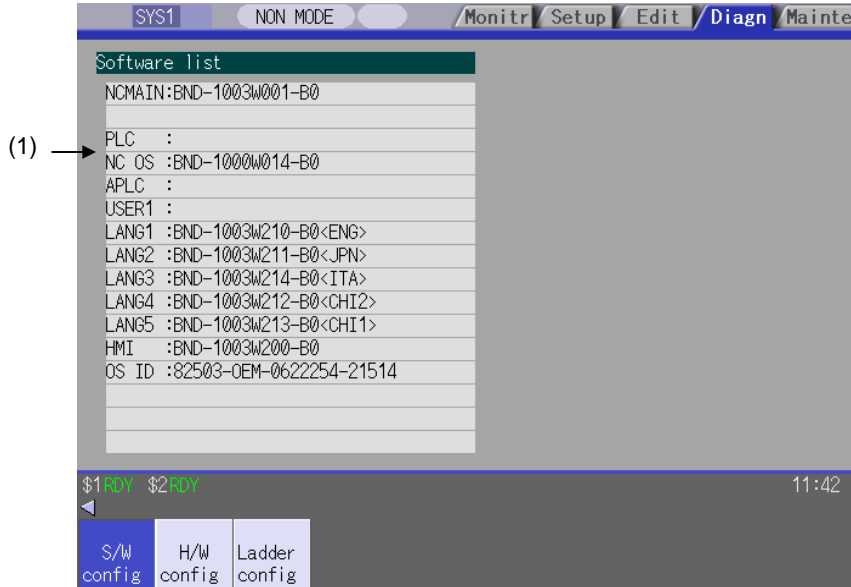 SYS1 NON MODE Monitr Setup Edit Diagn Mainte
Software list
NCMAIN:BND-1003W001-B0
PLC :
(1)
NC OS :BND-1000W014-B0
APLC :
USER1 :
LANG1 :BND-1003W210-B0<ENG>
LANG2 :BND-1003W211-B0<JPN>
LANG3 :BND-1003W214-B0<ITA>
LANG4 :BND-1003W212-B0<CHI2>
LANG5 :BND-1003W213-B0<CHI1>
HMI :BND-1003W200-B0
OS ID :82503-OEM-0622254-21514
$1RDY $2RDY 11:42
S/W H/W Ladder
config config config